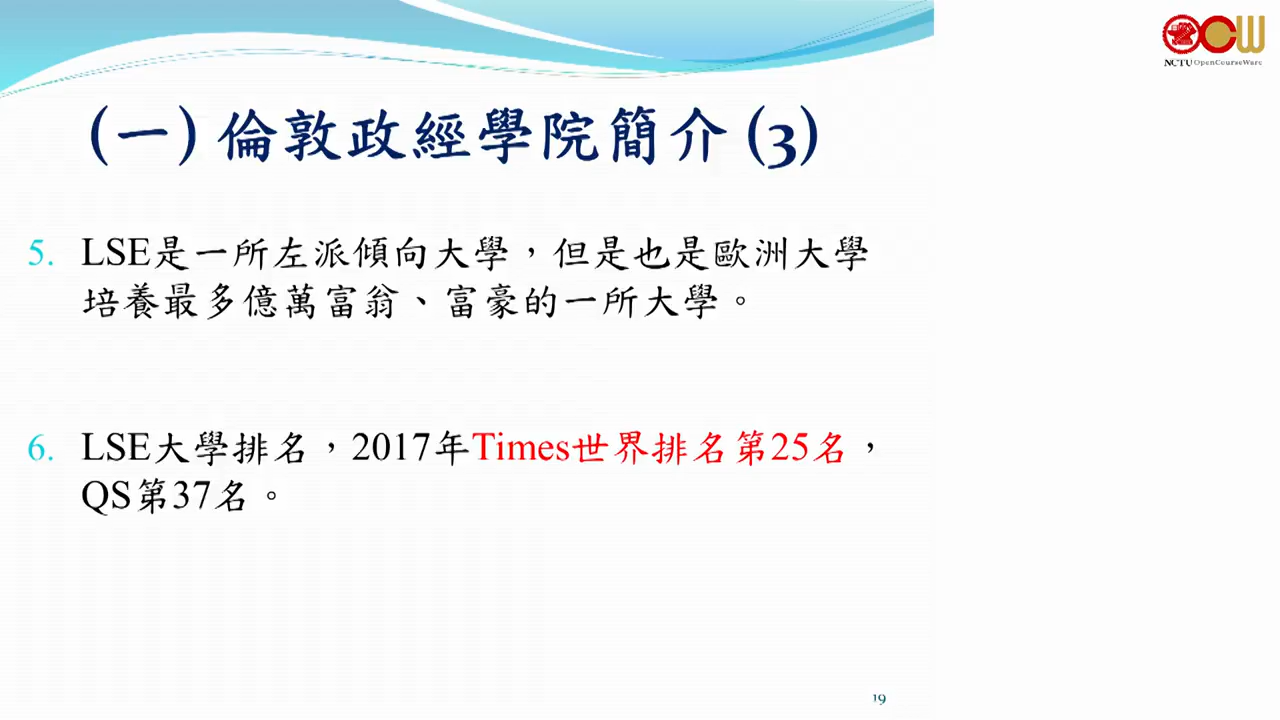 OCW
NCTU OpenCourseWare
(一) 倫敦政經學院簡介 (3)
5. LSE是一所左派傾向大學，但是也是歐洲大學
培養最多億萬富翁、富豪的一所大學。
6. LSE大學排名，2017年Times世界排名第25名，
QS第37名。
19